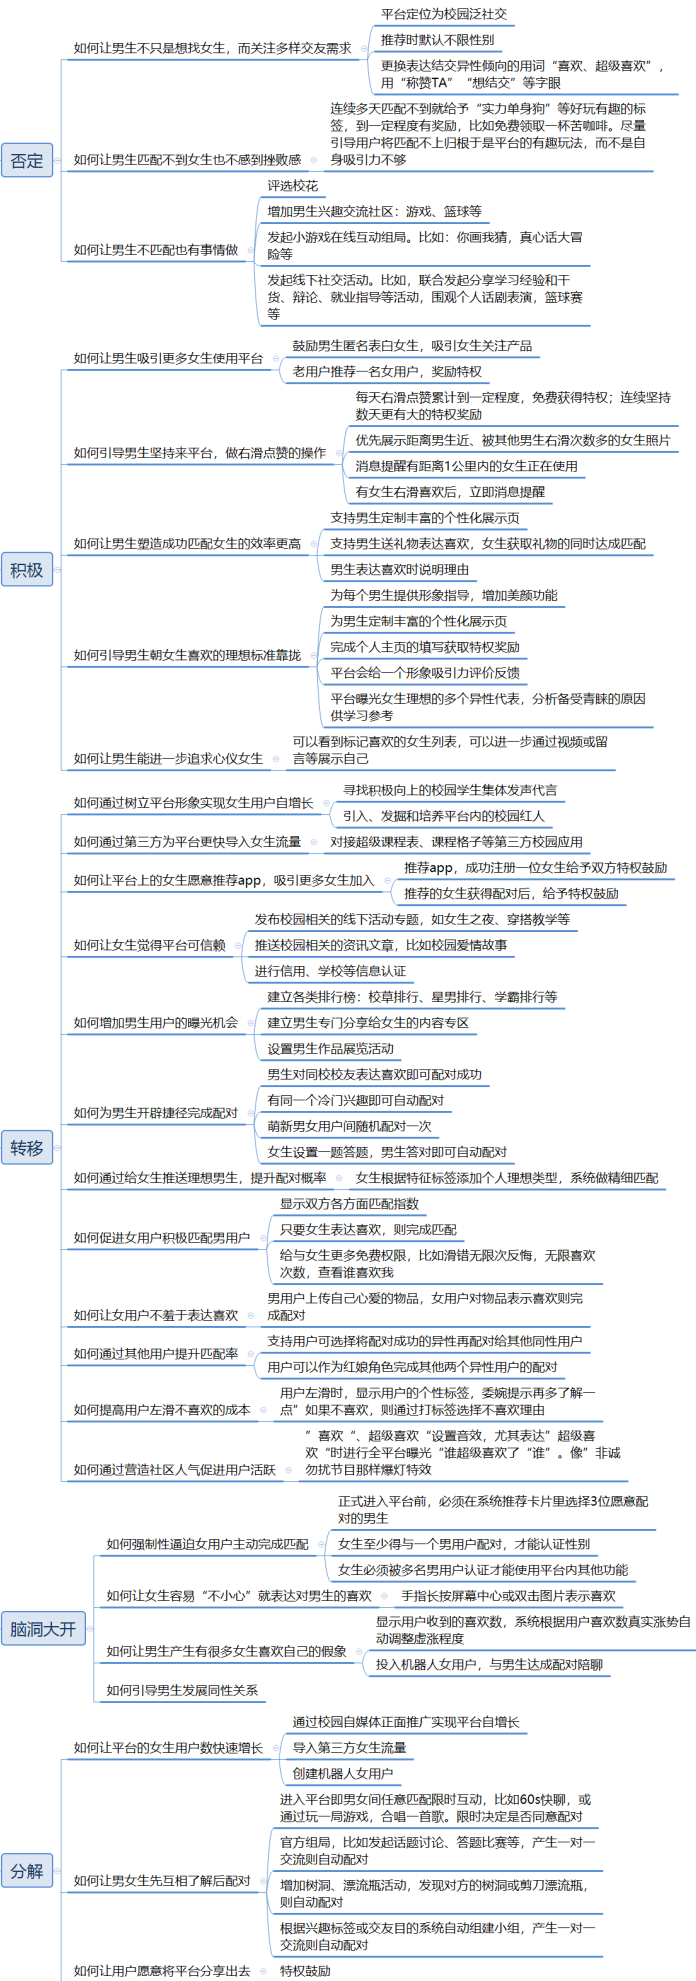 否定
如何让男生不只是想找女生，而关注多样交友需求
平台定位为校园泛社交
推荐时默认不限性别
更换表达结交异性倾向的用词“喜欢、超级喜欢”，
用“称赞TA”“想结交”等字眼
如何让男生匹配不到女生也不感到挫败感
连续多天匹配不到就给予“实力单身狗”等好玩有趣的标
签，到一定程度有奖励，比如免费领取一杯苦咖啡。尽量
引导用户将匹配不上归根于是平台的有趣玩法，而不是自
身吸引力不够
如何让男生不匹配也有事情做
评选校花
增加男生兴趣交流社区：游戏、篮球等
发起小游戏在线互动组局。比如：你画我猜，真心话大冒
险等
发起线下社交活动。比如，联合发起分享学习经验和干
货、辩论、就业指导等活动，围观个人话剧表演，篮球赛
等
积极
如何让男生吸引更多女生使用平台
鼓励男生匿名表白女生，吸引女生关注产品
老用户推荐一名女用户，奖励特权
如何引导男生坚持来平台，做右滑点赞的操作
每天右滑点赞累计到一定程度，免费获得特权；连续坚持
数天更有大的特权奖励
优先展示距离男生近、被其他男生右滑次数多的女生照片
消息提醒有距离1公里内的女生正在使用
有女生右滑喜欢后，立即消息提醒
如何让男生塑造成功匹配女生的效率更高
支持男生定制丰富的个性化展示页
支持男生送礼物表达喜欢，女生获取礼物的同时达成匹配
男生表达喜欢时说明理由
如何引导男生朝女生喜欢的理想标准靠拢
为每个男生提供形象指导，增加美颜功能
为男生定制丰富的个性化展示页
完成个人主页的填写获取特权奖励
平台会给一个形象吸引力评价反馈
平台曝光女生理想的多个异性代表，分析备受青睐的原因
供学习参考
如何让男生能进一步追求心仪女生
可以看到标记喜欢的女生列表，可以进一步通过视频或留
言等展示自己
转移
如何通过树立平台形象实现女生用户自增长
寻找积极向上的校园学生集体发声代言
引入、发掘和培养平台内的校园红人
如何通过第三方为平台更快导入女生流量
对接超级课程表、课程格子等第三方校园应用
如何让平台上的女生愿意推荐app，吸引更多女生加入
推荐app，成功注册一位女生给予双方特权鼓励
推荐的女生获得配对后，给予特权鼓励
如何让女生觉得平台可信赖
发布校园相关的线下活动专题，如女生之夜、穿搭教学等
推送校园相关的资讯文章，比如校园爱情故事
进行信用、学校等信息认证
如何增加男生用户的曝光机会
建立各类排行榜：校草排行、星男排行、学霸排行等
建立男生专门分享给女生的内容专区
设置男生作品展览活动
如何为男生开辟捷径完成配对
男生对同校校友表达喜欢即可配对成功
有同一个冷门兴趣即可自动配对
萌新男女用户间随机配对一次
女生设置一题答题，男生答对即可自动配对
如何通过给女生推送理想男生，提升配对概率
女生根据特征标签添加个人理想类型，系统做精细匹配
如何促进女用户积极匹配男用户
显示双方各方面匹配指数
只要女生表达喜欢，则完成匹配
给与女生更多免费权限，比如滑错无限次反悔，无限喜欢
次数，查看谁喜欢我
如何让女用户不羞于表达喜欢
男用户上传自己心爱的物品，女用户对物品表示喜欢则完
成配对
如何通过其他用户提升匹配率
支持用户可选择将配对成功的异性再配对给其他同性用户
用户可以作为红娘角色完成其他两个异性用户的配对
如何提高用户左滑不喜欢的成本
用户左滑时，显示用户的个性标签，委婉提示再多了解一
点”如果不喜欢，则通过打标签选择不喜欢理由
如何通过营造社区人气促进用户活跃
”喜欢“、超级喜欢“设置音效，尤其表达”超级喜
欢“时进行全平台曝光“谁超级喜欢了“谁”。像”非诚
勿扰节目那样爆灯特效
脑洞大开
如何强制性逼迫女用户主动完成匹配
正式进入平台前，必须在系统推荐卡片里选择3位愿意配
对的男生
女生至少得与一个男用户配对，才能认证性别
女生必须被多名男用户认证才能使用平台内其他功能
如何让女生容易“不小心”就表达对男生的喜欢
手指长按屏幕中心或双击图片表示喜欢
如何让男生产生有很多女生喜欢自己的假象
显示用户收到的喜欢数，系统根据用户喜欢数真实涨势自
动调整虚涨程度
投入机器人女用户，与男生达成配对陪聊
如何引导男生发展同性关系
分解
如何让平台的女生用户数快速增长
通过校园自媒体正面推广实现平台自增长
导入第三方女生流量
创建机器人女用户
如何让男女生先互相了解后配对
进入平台即男女间任意匹配限时互动，比如60s快聊，或
通过玩一局游戏，合唱一首歌。限时决定是否同意配对
官方组局，比如发起话题讨论、答题比赛等，产生一对一
交流则自动配对
增加树洞、漂流瓶活动，发现对方的树洞或剪刀漂流瓶，
则自动配对
根据兴趣标签或交友目的系统自动组建小组，产生一对一
交流则自动配对
如何让用户愿意将平台分享出去
特权鼓励